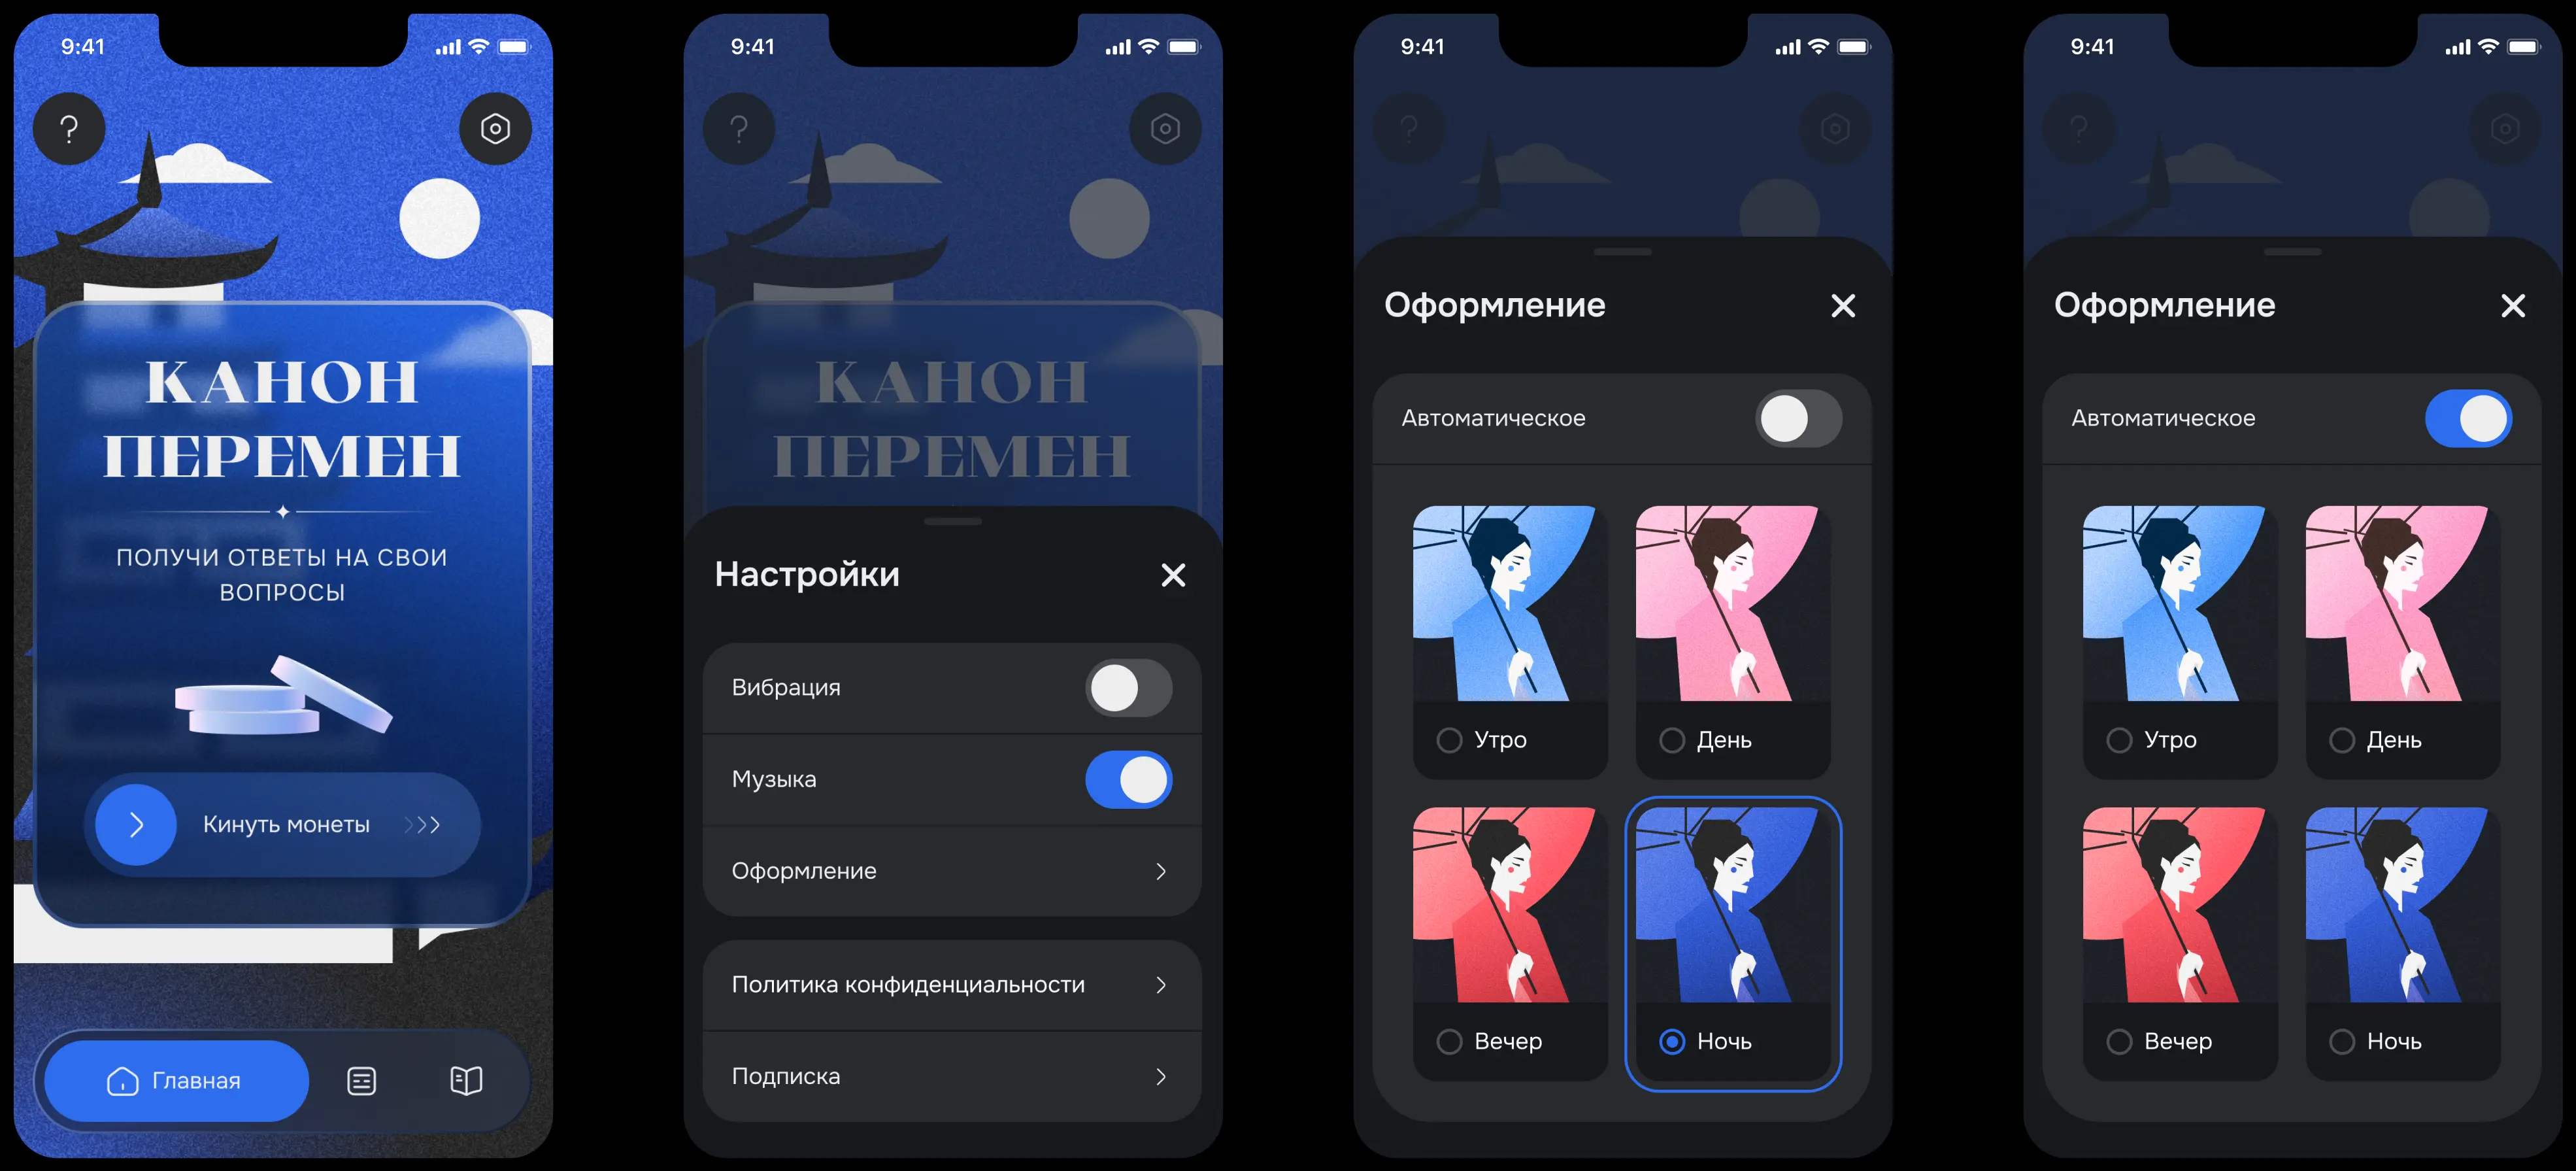 9:41
?
КАНОН
ПЕРЕМЕН
ПОЛУЧИ ОТВЕТЫ НА СВОИ
ВОПРОСЫ
Кинуть монеты
Главная
9:41
?
КАНОН
ПЕРЕМЕН
Настройки
Вибрация
Музыка
Оформление
Политика конфиденциальности
Подписка
9:41
?
Оформление
Автоматическое
Утро
День
Вечер
Ночь
9:41
?
Оформление
Автоматическое
Утро
День
Вечер
Ночь